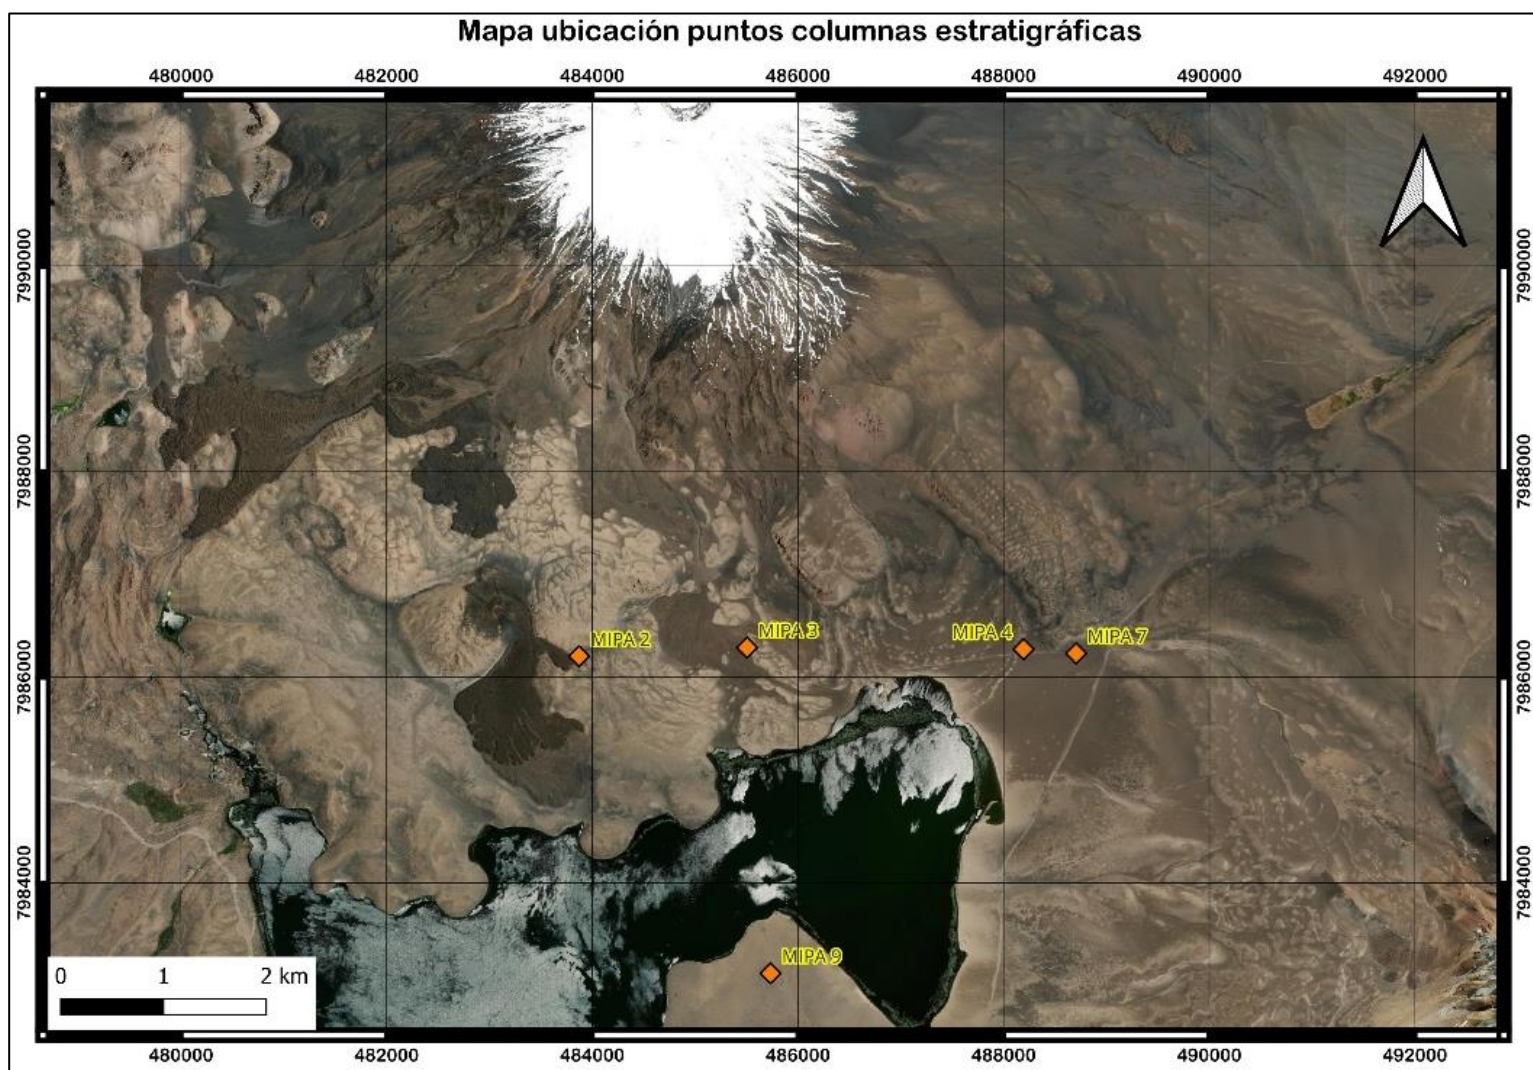 Mapa ubicación puntos columnas estratigráficas
480000 482000 484000 486000 488000 490000 492000
7990000 7990000
7988000 7988000
MIPA 2 MIPA 3 MIPA 4 MIPA 7
7986000 7986000
7984000 7984000
MIPA 9
0 1 2 km
480000 482000 484000 486000 488000 490000 492000